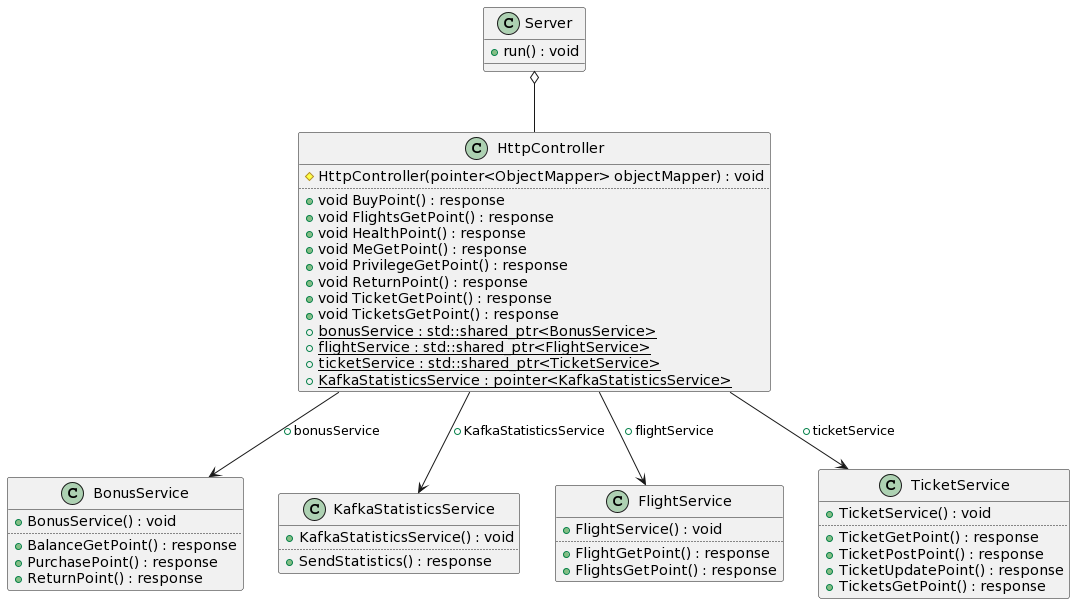 C Server
run() : void
C HttpController
HttpController(pointer<ObjectMapper> objectMapper) : void
void BuyPoint() : response
void FlightsGetPoint() : response
void HealthPoint() : response
void MeGetPoint() : response
void PrivilegeGetPoint() : response
void ReturnPoint() : response
void TicketGetPoint() : response
void TicketsGetPoint() : response
bonusService : std::shared_ptr<BonusService>
flightService : std::shared_ptr<FlightService>
ticketService : std::shared_ptr<TicketService>
KafkaStatisticsService : pointer<KafkaStatisticsService>
bonusService
KafkaStatisticsService
flightService
ticketService
C BonusService
BonusService() : void
BalanceGetPoint() : response
PurchasePoint() : response
ReturnPoint() : response
C KafkaStatisticsService
KafkaStatisticsService() : void
SendStatistics() : response
C FlightService
FlightService() : void
FlightGetPoint() : response
FlightsGetPoint() : response
C TicketService
TicketService() : void
TicketGetPoint() : response
TicketPostPoint() : response
TicketUpdatePoint() : response
TicketsGetPoint() : response